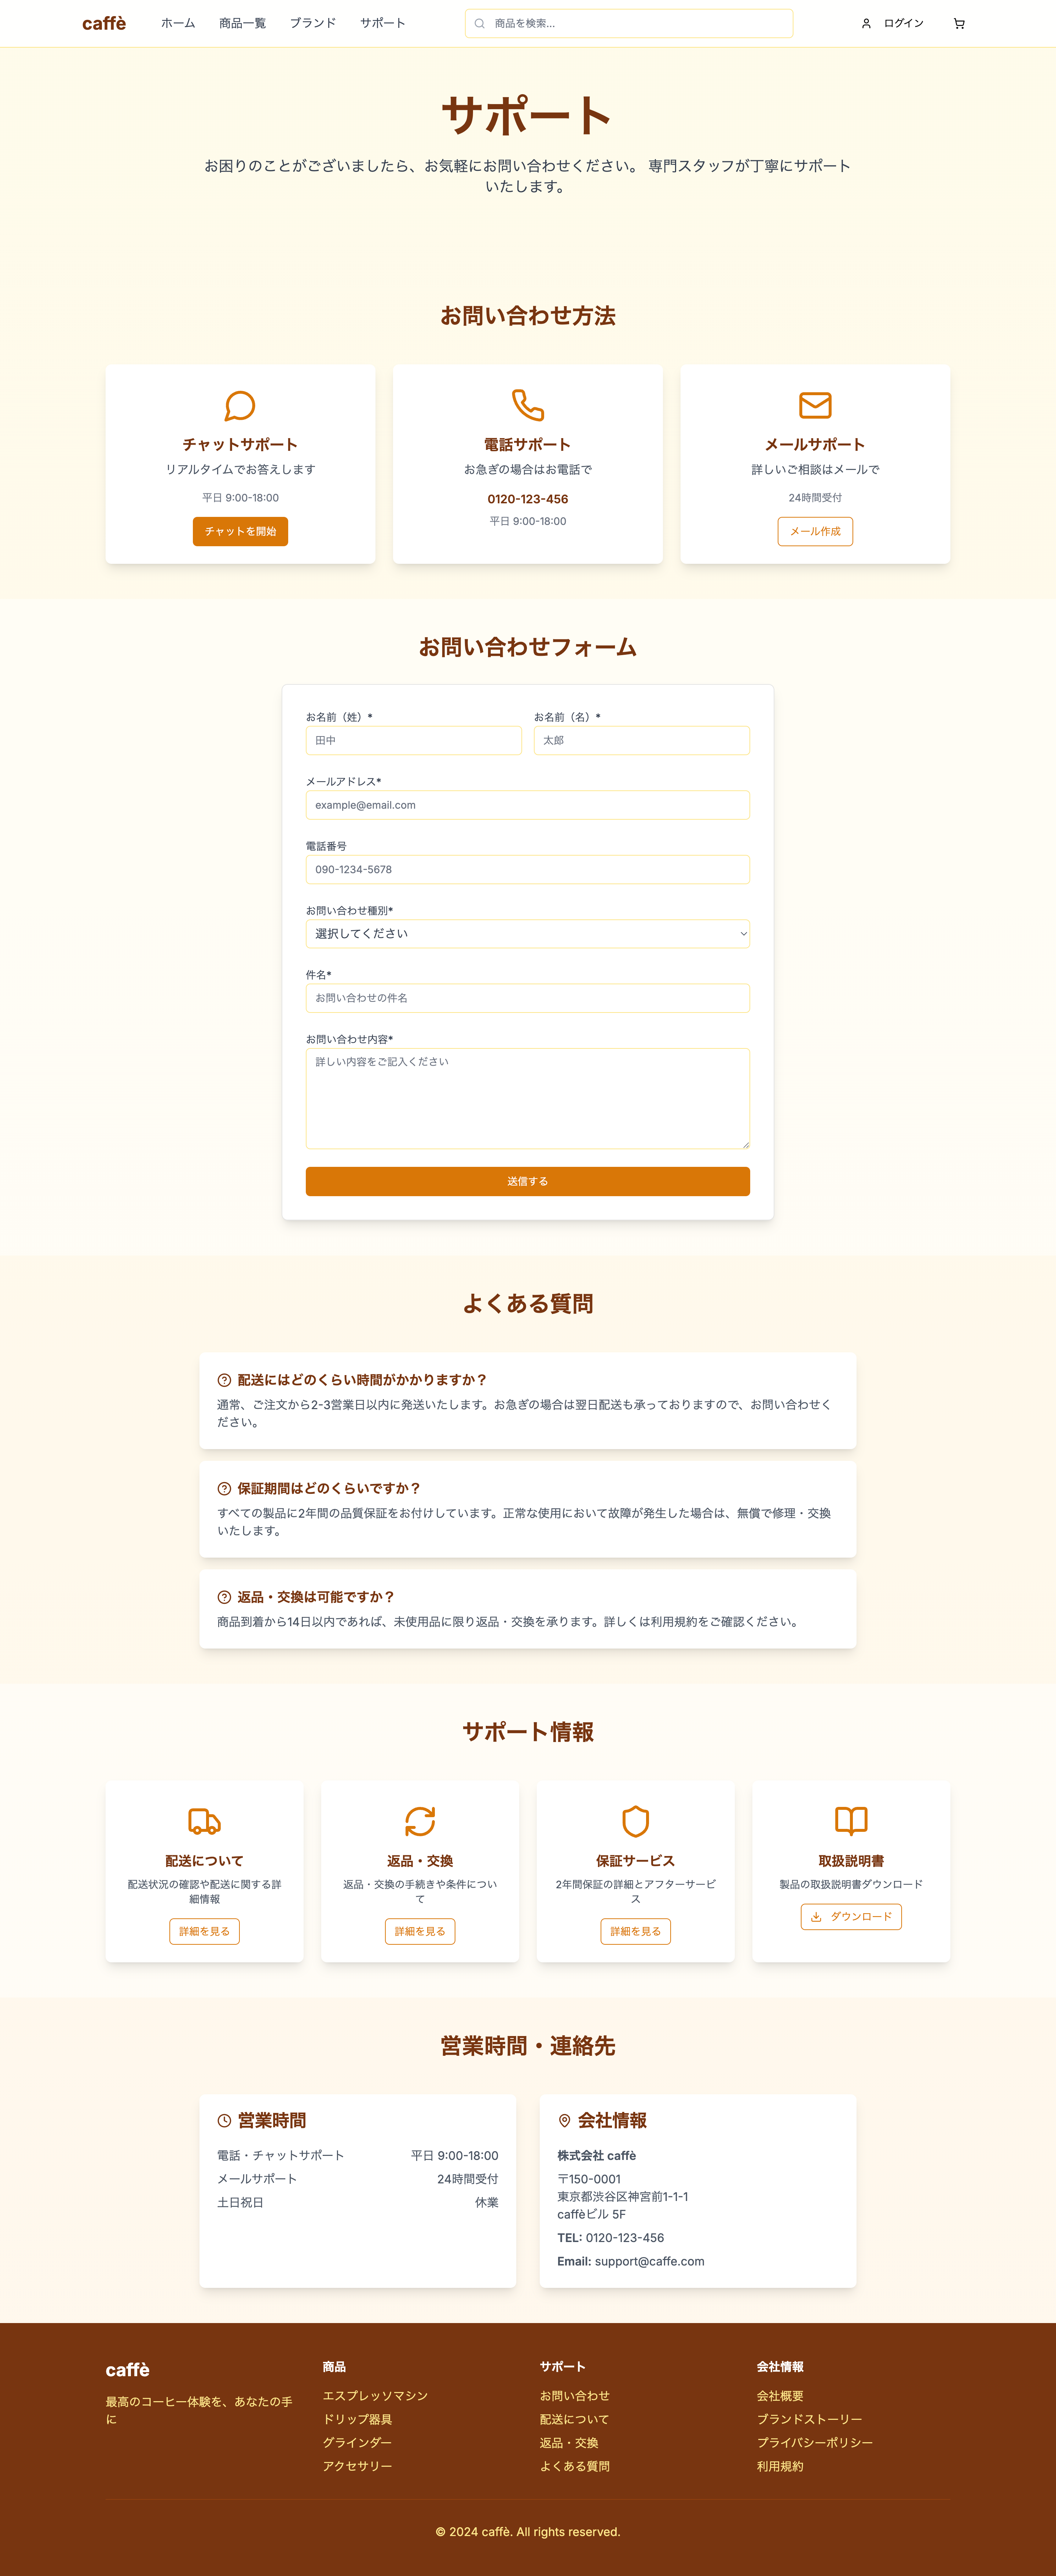 caffè
ホーム
商品一覧
ブランド
サポート
商品を検索...
ログイン
サポート
お困りのことがございましたら、お気軽にお問い合わせください。 専門スタッフが丁寧にサポート
いたします。
お問い合わせ方法
チャットサポート
リアルタイムでお答えします
平日 9:00-18:00
チャットを開始
電話サポート
お急ぎの場合はお電話で
0120-123-456
平日 9:00-18:00
メールサポート
詳しいご相談はメールで
24時間受付
メール作成
お問い合わせフォーム
お名前（姓）*
田中
お名前（名）*
太郎
メールアドレス*
example@email.com
電話番号
090-1234-5678
お問い合わせ種別*
選択してください
件名*
お問い合わせの件名
お問い合わせ内容*
詳しい内容をご記入ください
送信する
よくある質問
配送にはどのくらい時間がかかりますか？
通常、ご注文から2-3営業日以内に発送いたします。お急ぎの場合は翌日配送も承っておりますので、お問い合わせく
ださい。
保証期間はどのくらいですか？
すべての製品に2年間の品質保証をお付けしています。正常な使用において故障が発生した場合は、無償で修理・交換
いたします。
返品・交換は可能ですか？
商品到着から14日以内であれば、未使用品に限り返品・交換を承ります。詳しくは利用規約をご確認ください。
サポート情報
配送について
配送状況の確認や配送に関する詳
細情報
詳細を見る
返品・交換
返品・交換の手続きや条件につい
て
詳細を見る
保証サービス
2年間保証の詳細とアフターサービ
ス
詳細を見る
取扱説明書
製品の取扱説明書ダウンロード
ダウンロード
営業時間・連絡先
営業時間
電話・チャットサポート 平日 9:00-18:00
メールサポート 24時間受付
土日祝日 休業
会社情報
株式会社 caffè
〒150-0001
東京都渋谷区神宮前1-1-1
caffèビル 5F
TEL: 0120-123-456
Email: support@caffe.com
caffè
最高のコーヒー体験を、あなたの手
に
商品
エスプレッソマシン
ドリップ器具
グラインダー
アクセサリー
サポート
お問い合わせ
配送について
返品・交換
よくある質問
会社情報
会社概要
ブランドストーリー
プライバシーポリシー
利用規約
© 2024 caffè. All rights reserved.